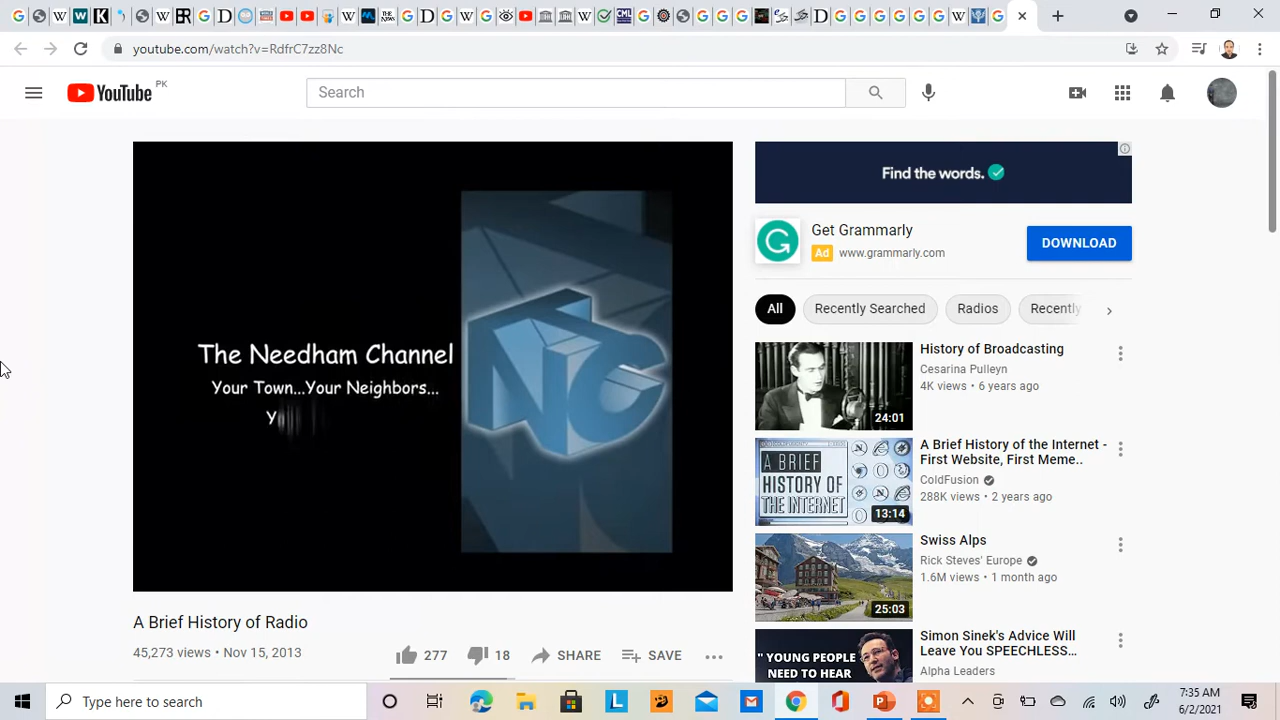 youtube.com/watch?v=RdfrC7zz8Nc
YouTube PK
Search
The Needham Channel
Your Town...Your Neighbors...
Y
NC
Find the words.
Get Grammarly
Ad www.grammarly.com
DOWNLOAD
All
Recently Searched
Radios
Recently
History of Broadcasting
Cesarina Pulleyn
4K views • 6 years ago
24:01
A Brief History of the Internet -
First Website, First Meme..
ColdFusion
288K views • 2 years ago
A BRIEF
HISTORY OF
THE INTERNET
13:14
Swiss Alps
Rick Steves' Europe
1.6M views • 1 month ago
25:03
Simon Sinek's Advice Will
Leave You SPEECHLESS...
Alpha Leaders
" YOUNG PEOPLE
NEED TO HEAR
A Brief History of Radio
45,273 views • Nov 15, 2013
277
18
SHARE
SAVE
Type here to search
7:35 AM
6/2/2021